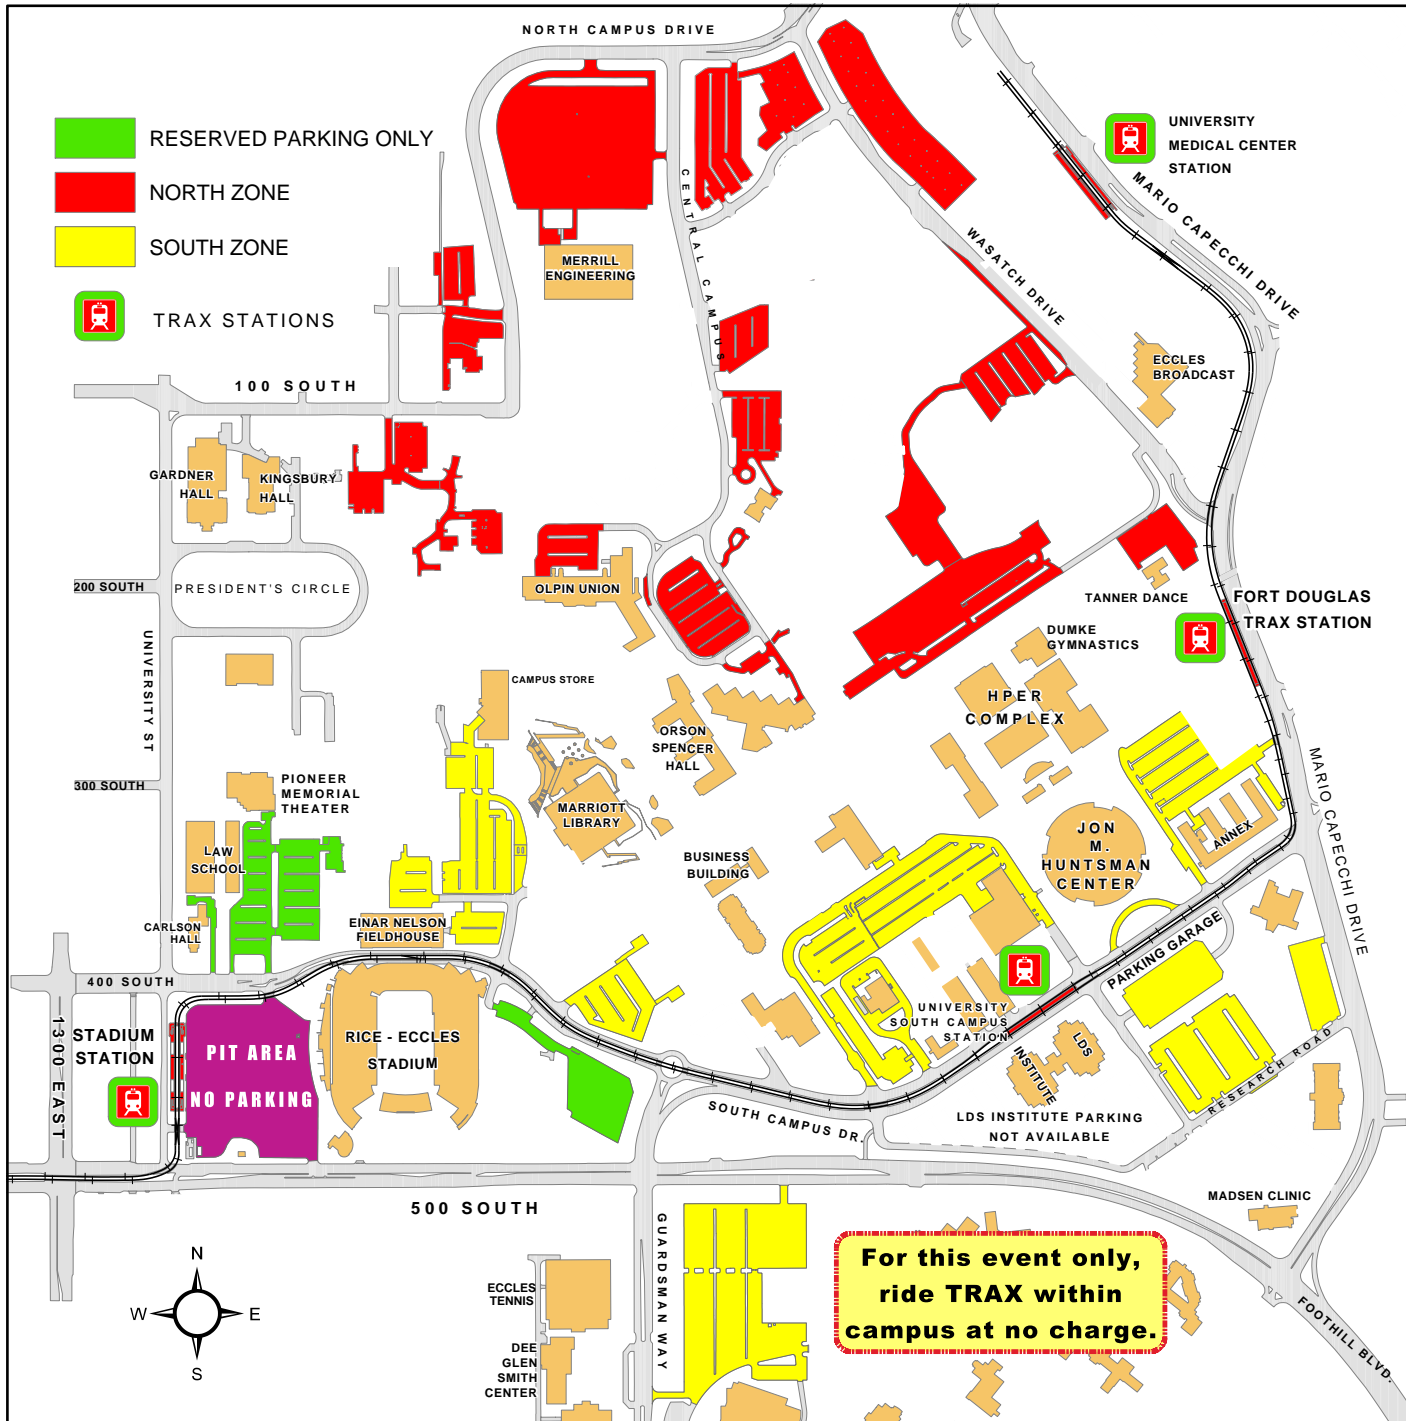 NORTH CAMPUS DRIVE
RESERVED PARKING ONLY
NORTH ZONE
SOUTH ZONE
TRAX STATIONS
UNIVERSITY
MEDICAL CENTER
STATION
MARIO CAPECCHI DRIVE
CENTRAL CAMPUS
WASATCH DRIVE
MERRILL
ENGINEERING
ECCLES
BROADCAST
100 SOUTH
GARDNER
HALL
KINGSBURY
HALL
200 SOUTH
PRESIDENT'S CIRCLE
OLPIN UNION
TANNER DANCE
FORT DOUGLAS
TRAX STATION
DUMKE
GYMNASTICS
UNIVERSITY ST
CAMPUS STORE
HPER
COMPLEX
ORSON
SPENCER
HALL
300 SOUTH
PIONEER
MEMORIAL
THEATER
MARRIOTT
LIBRARY
MARIO CAPECCHI DRIVE
JON
M.
HUNTSMAN
CENTER
ANNEX
LAW
SCHOOL
BUSINESS
BUILDING
CARLSON
HALL
EINAR NELSON
FIELDHOUSE
PARKING GARAGE
400 SOUTH
1300 EAST
STADIUM
STATION
PIT AREA
NO PARKING
RICE - ECCLES
STADIUM
UNIVERSITY
SOUTH CAMPUS
STATION
LDS
INSTITUTE
RESEARCH ROAD
SOUTH CAMPUS DR.
LDS INSTITUTE PARKING
NOT AVAILABLE
500 SOUTH
MADSEN CLINIC
GUARDSMAN WAY
For this event only,
ride TRAX within
campus at no charge.
ECCLES
TENNIS
DEE
GLEN
SMITH
CENTER
FOOTHILL BLVD.
N
W
E
S